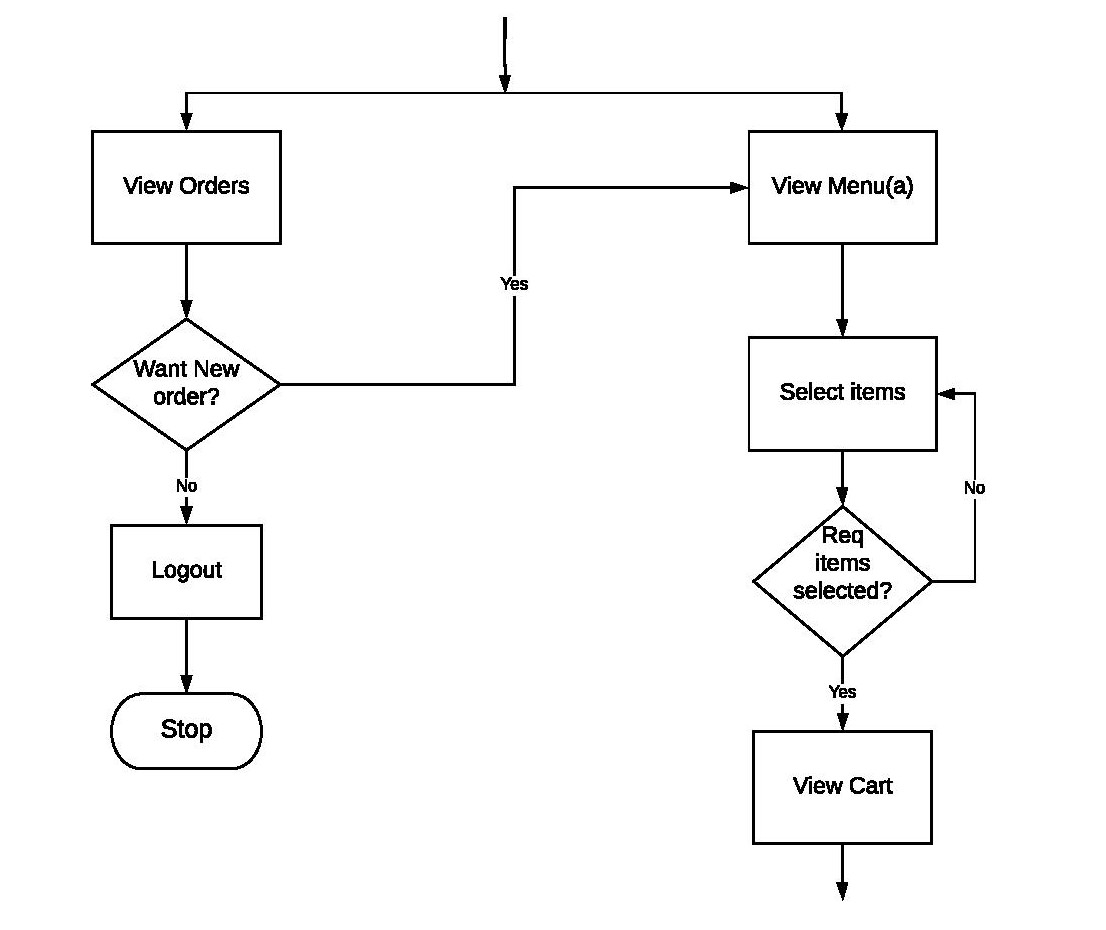 View Orders
View Menu(a)
Yes
Want New
order?
Select items
No
No
Req
items
selected?
Logout
Yes
Stop
View Cart